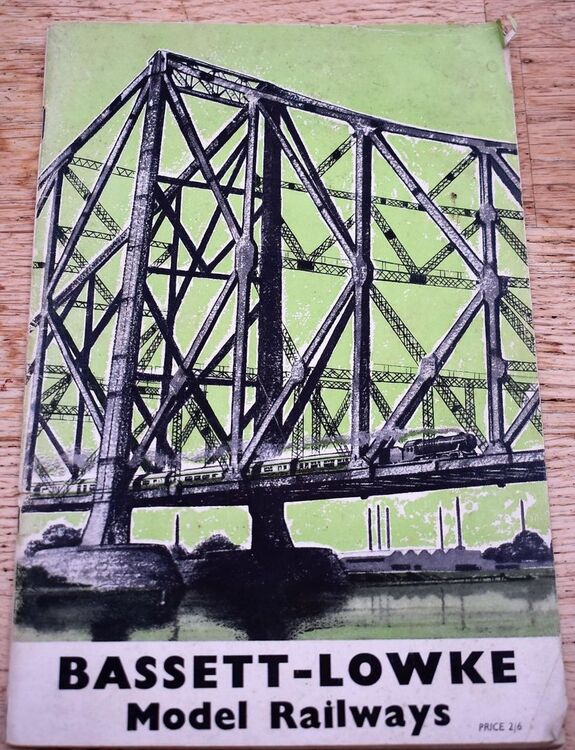 BASSETT-LOWKE
Model Railways
PRICE 2/6